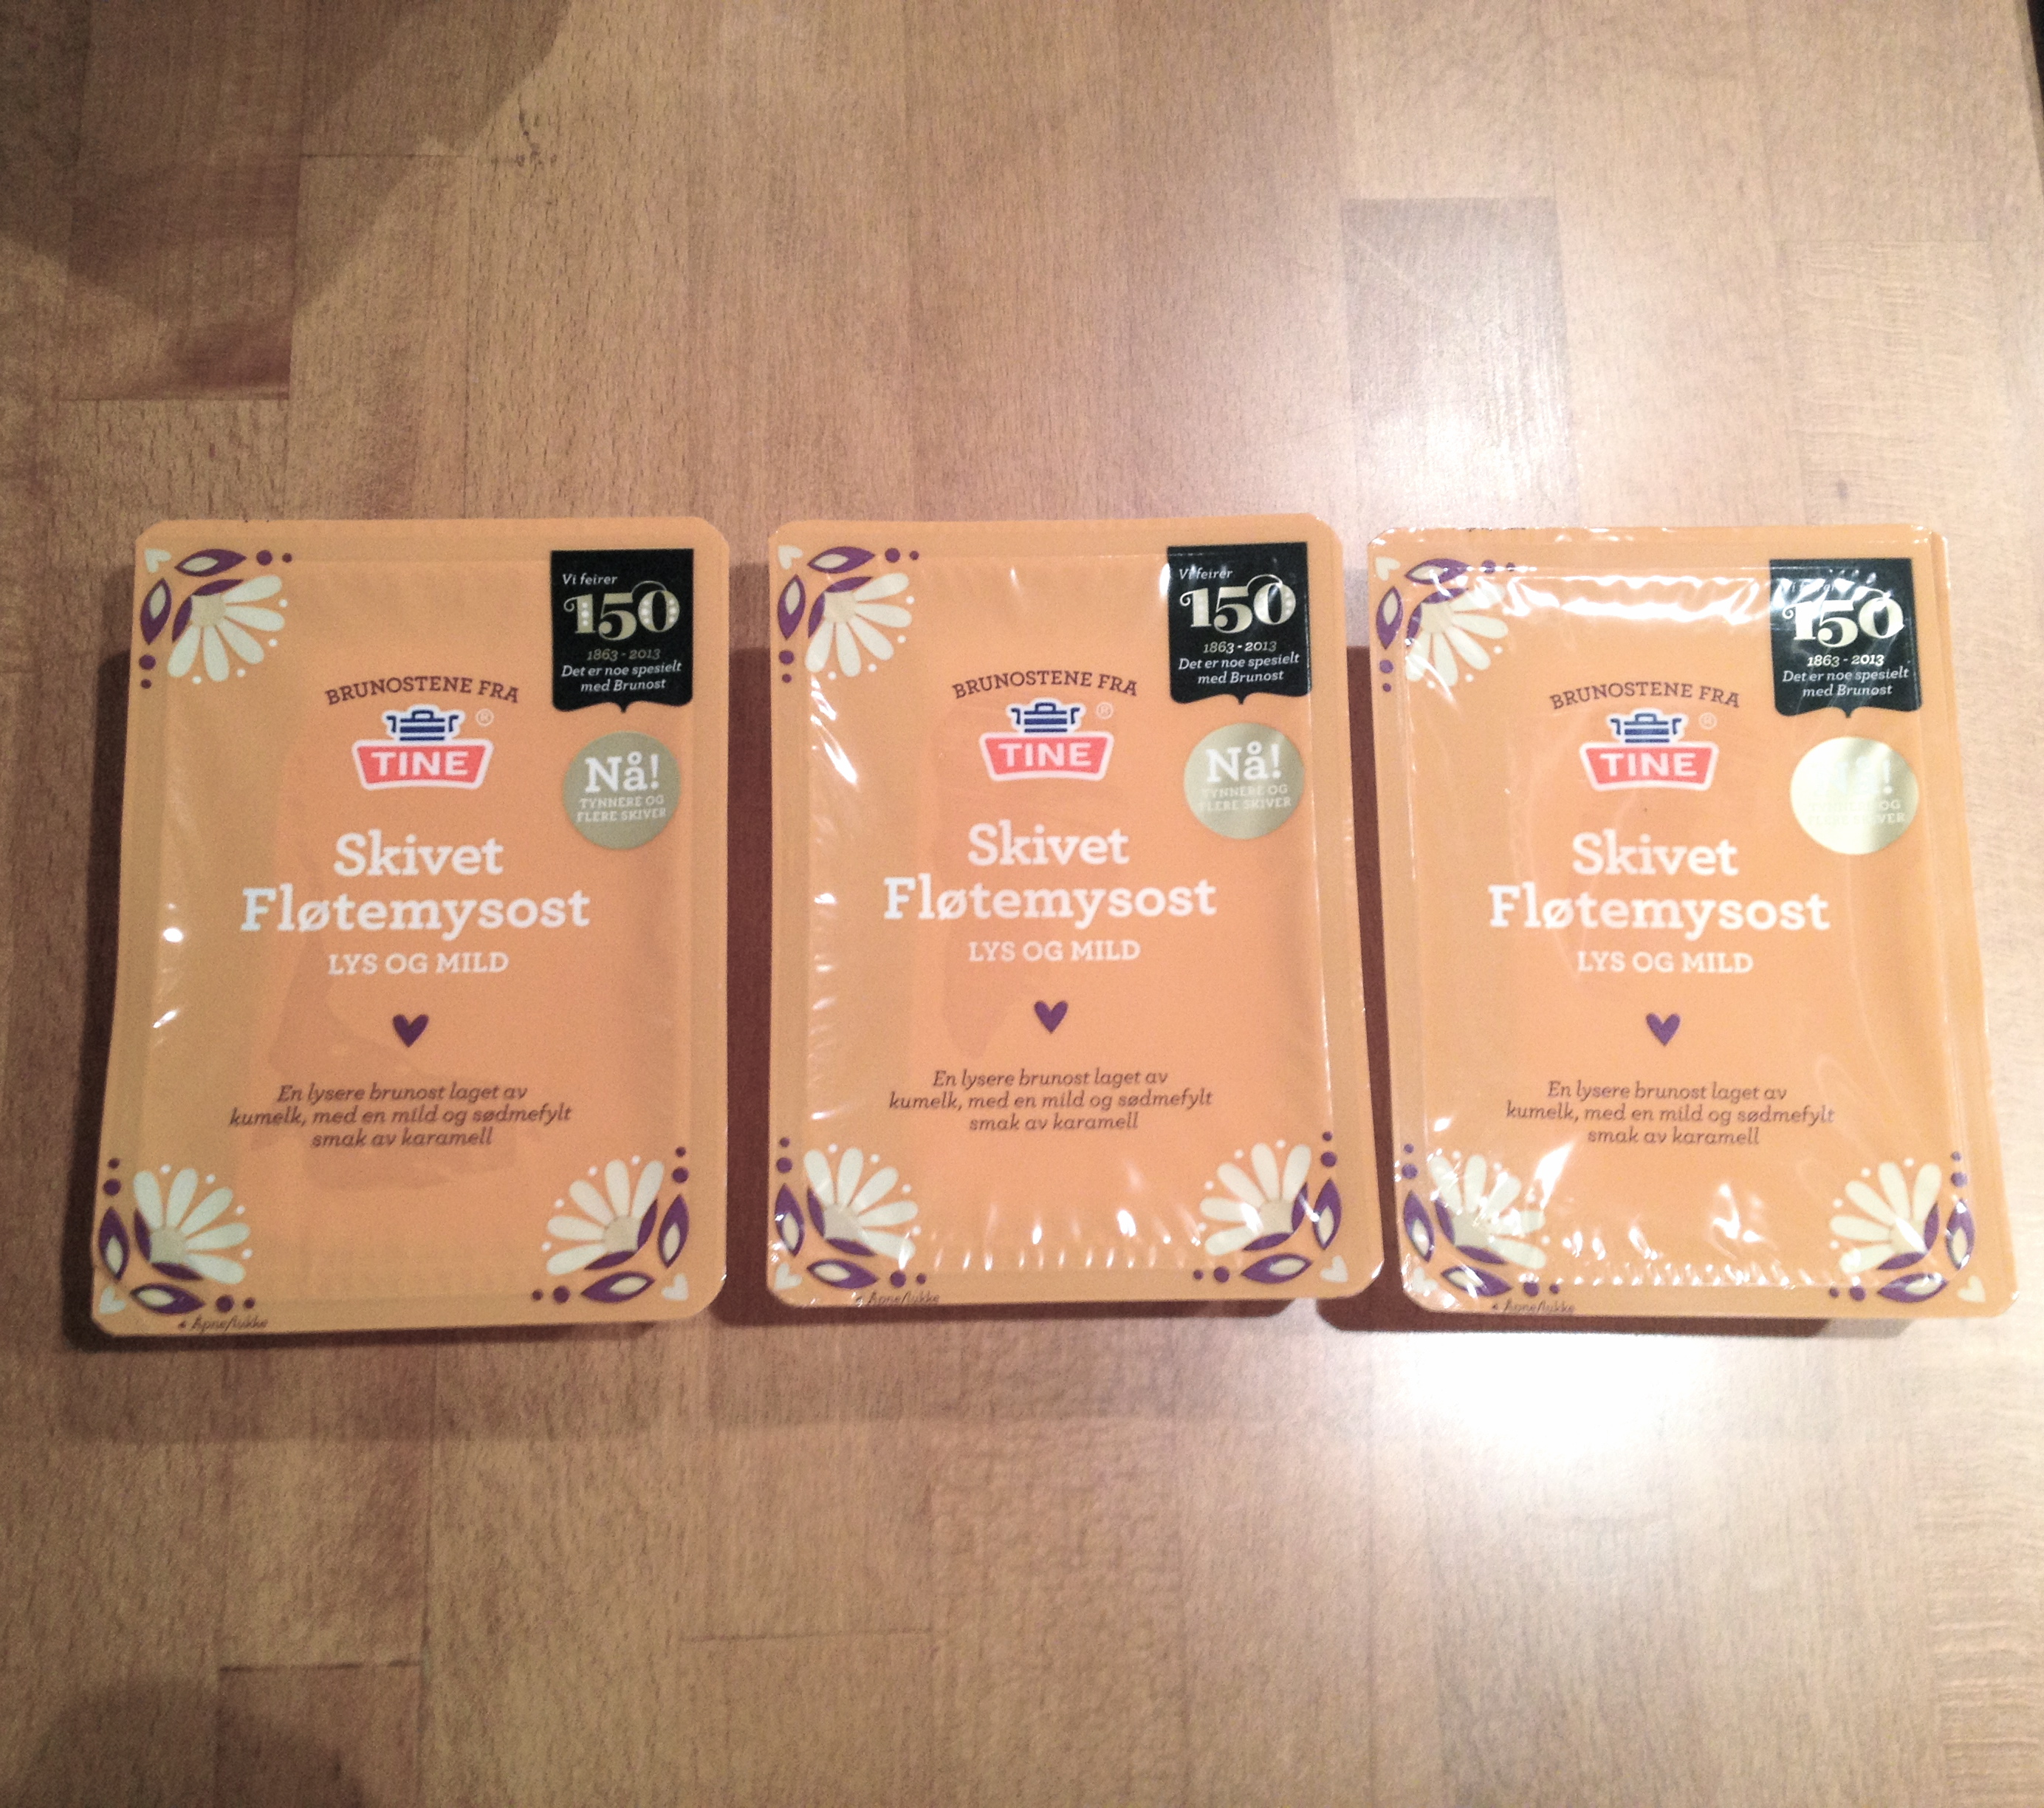 Vi feirer
150
1863 - 2013
Det er noe spesielt
med Brunost
BRUNOSTENE FRA
TINE®
Nå!
TYNNERE OG
FLERE SKIVER
Skivet
Fløtemysost
LYS OG MILD
En lysere brunost laget av
kumelk, med en mild og sødmefylt
smak av karamell
Åpne/lukke
Vi feirer
150
1863 - 2013
Det er noe spesielt
med Brunost
BRUNOSTENE FRA
TINE®
Nå!
TYNNERE OG
FLERE SKIVER
Skivet
Fløtemysost
LYS OG MILD
En lysere brunost laget av
kumelk, med en mild og sødmefylt
smak av karamell
Åpne/lukke
150
1863 - 2013
Det er noe spesielt
med Brunost
BRUNOSTENE FRA
TINE®
OG
Skivet
Fløtemysost
LYS OG MILD
En lysere brunost laget av
kumelk, med en mild og sødmefylt
smak av karamell
Åpne/lukke